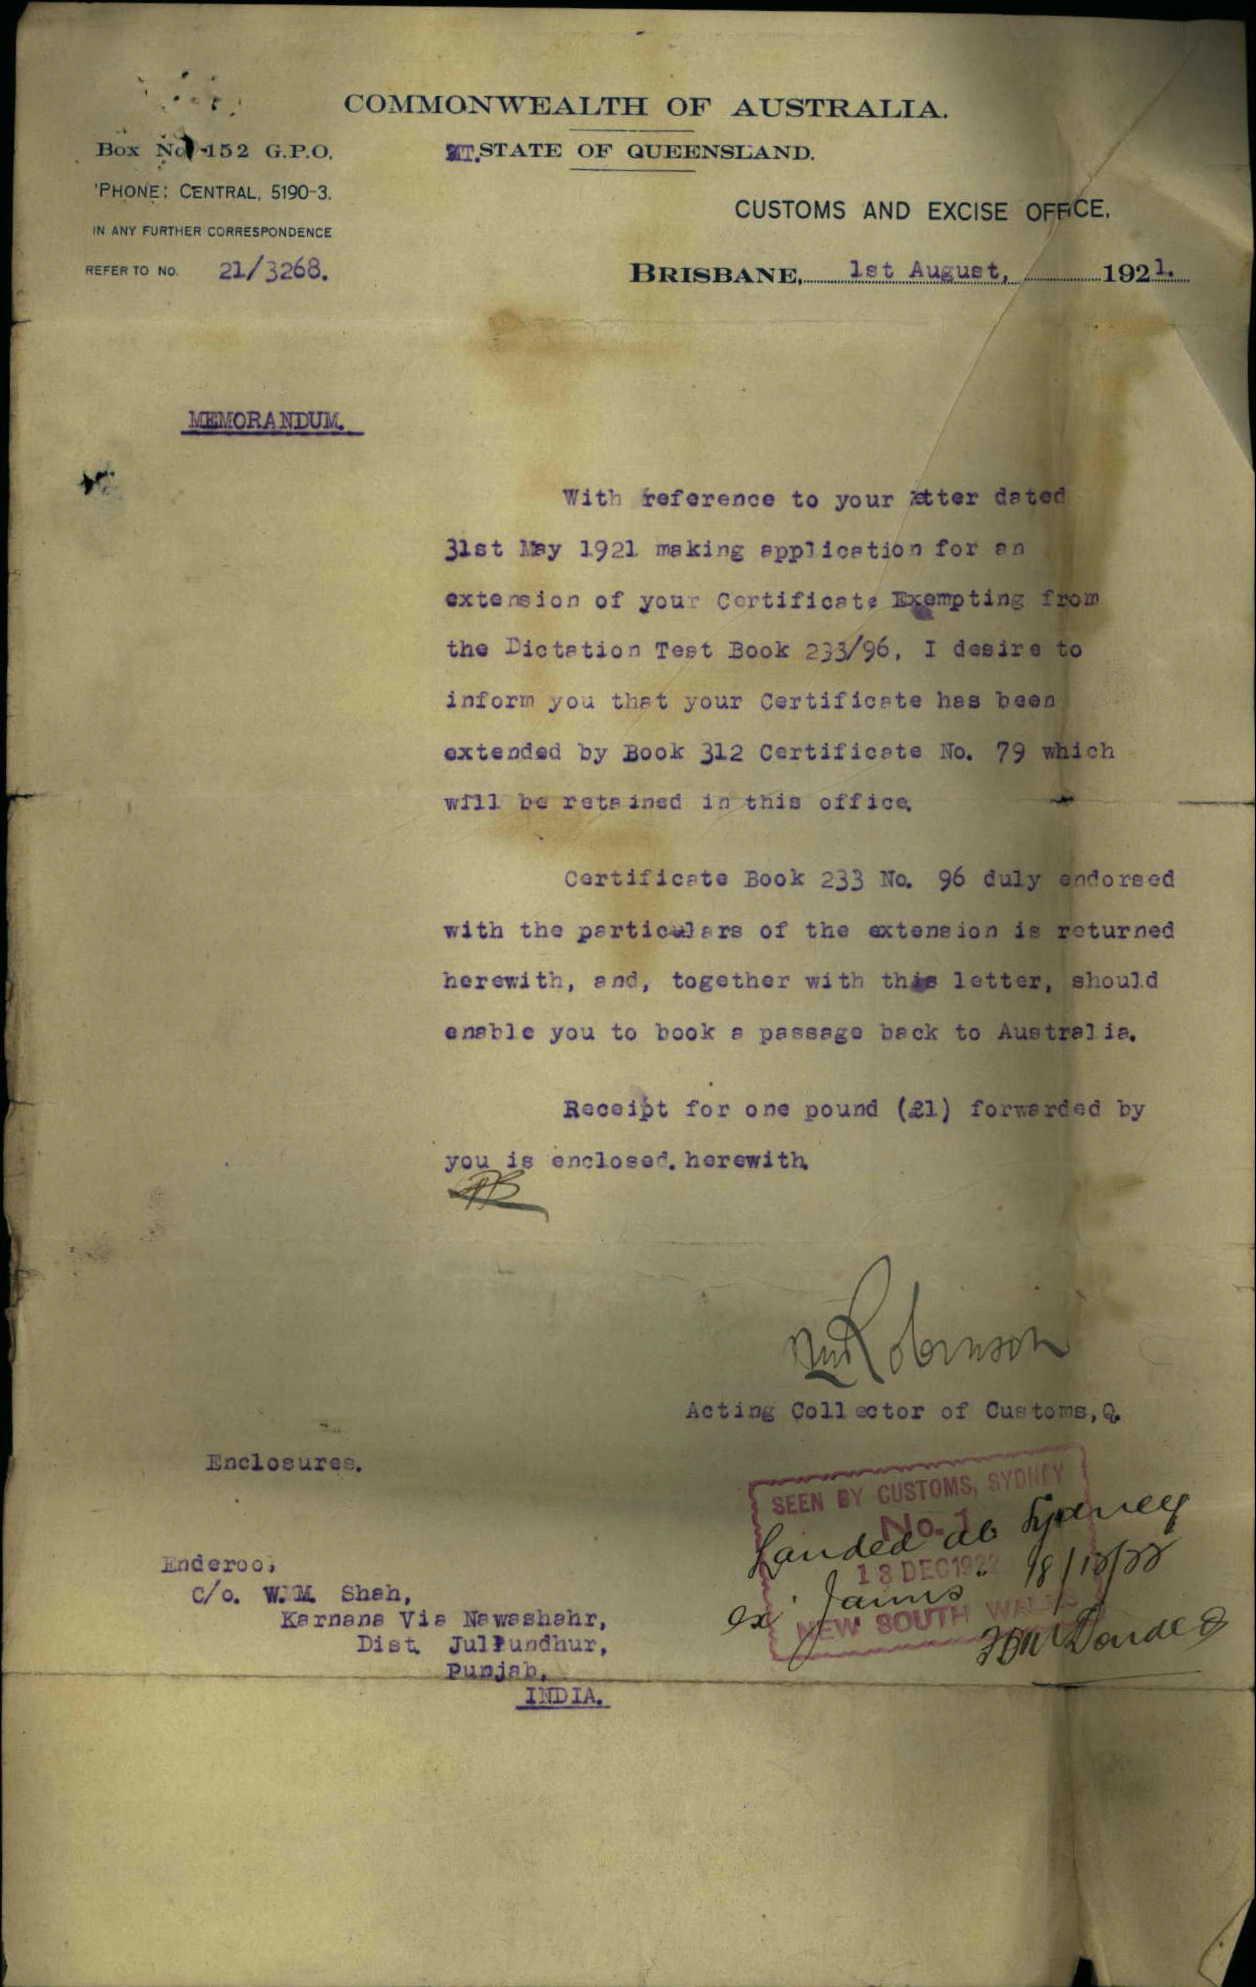 COMMONWEALTH OF AUSTRALIA.
Box No. 152 G.P.O.
MT. STATE OF QUEENSLAND.
'PHONE: CENTRAL, 5190-3.
CUSTOMS AND EXCISE OFFICE.
IN ANY FURTHER CORRESPONDENCE
REFER TO NO. 21/3268.
BRISBANE, 1st August, 1921.
MEMORANDUM.
With reference to your letter dated
31st May 1921 making application for an
extension of your Certificate Exempting from
the Dictation Test Book 233/96, I desire to
inform you that your Certificate has been
extended by Book 312 Certificate No. 79 which
will be retained in this office.
Certificate Book 233 No. 96 duly endorsed
with the particulars of the extension is returned
herewith, and, together with this letter, should
enable you to book a passage back to Australia.
Receipt for one pound (£1) forwarded by
you is enclosed. herewith.
Robinson
Acting Collector of Customs, Q.
Enclosures.
SEEN BY CUSTOMS, SYDNEY
No. 1
Landed at Sydney
18 DEC 1922
ex 18/12/22
NEW SOUTH WALES
Enderoo,
C/o. W.M. Shah,
Karnana Via Nawashahr,
Dist. Jullundhur,
Punjab,
INDIA.